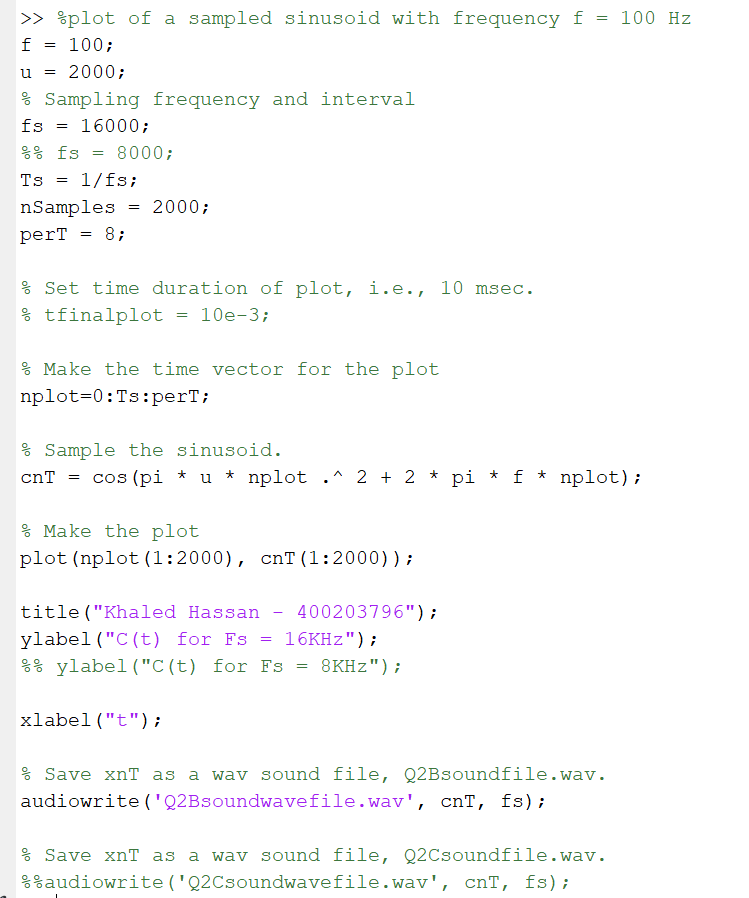 >> %plot of a sampled sinusoid with frequency f = 100 Hz
f = 100;
u = 2000;
% Sampling frequency and interval
fs = 16000;
%% fs = 8000;
Ts = 1/fs;
nSamples = 2000;
perT = 8;
% Set time duration of plot, i.e., 10 msec.
% tfinalplot = 10e-3;
% Make the time vector for the plot
nplot=0:Ts:perT;
% Sample the sinusoid.
cnT = cos(pi * u * nplot .^ 2 + 2 * pi * f * nplot);
% Make the plot
plot(nplot(1:2000), cnT(1:2000));
title("Khaled Hassan - 400203796");
ylabel("C(t) for Fs = 16KHz");
%% ylabel("C(t) for Fs = 8KHz");
xlabel("t");
% Save xnT as a wav sound file, Q2Bsoundfile.wav.
audiowrite('Q2Bsoundwavefile.wav', cnT, fs);
% Save xnT as a wav sound file, Q2Csoundfile.wav.
%%audiowrite('Q2Csoundwavefile.wav', cnT, fs);